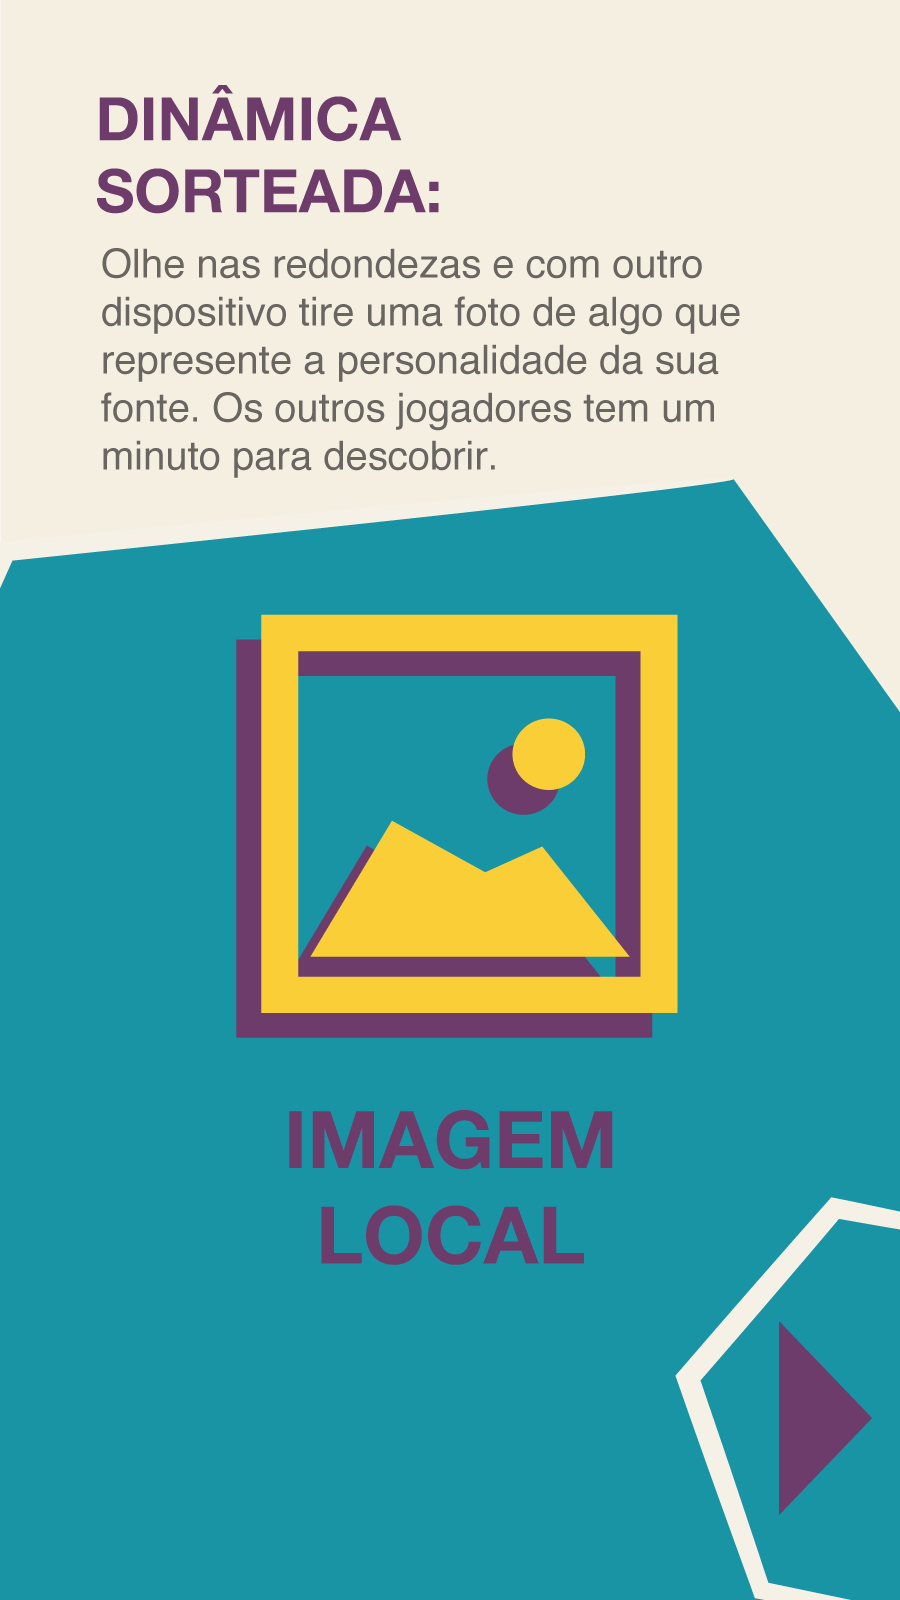 DINÂMICA
SORTEADA:
Olhe nas redondezas e com outro
dispositivo tire uma foto de algo que
represente a personalidade da sua
fonte. Os outros jogadores tem um
minuto para descobrir.
IMAGEM
LOCAL